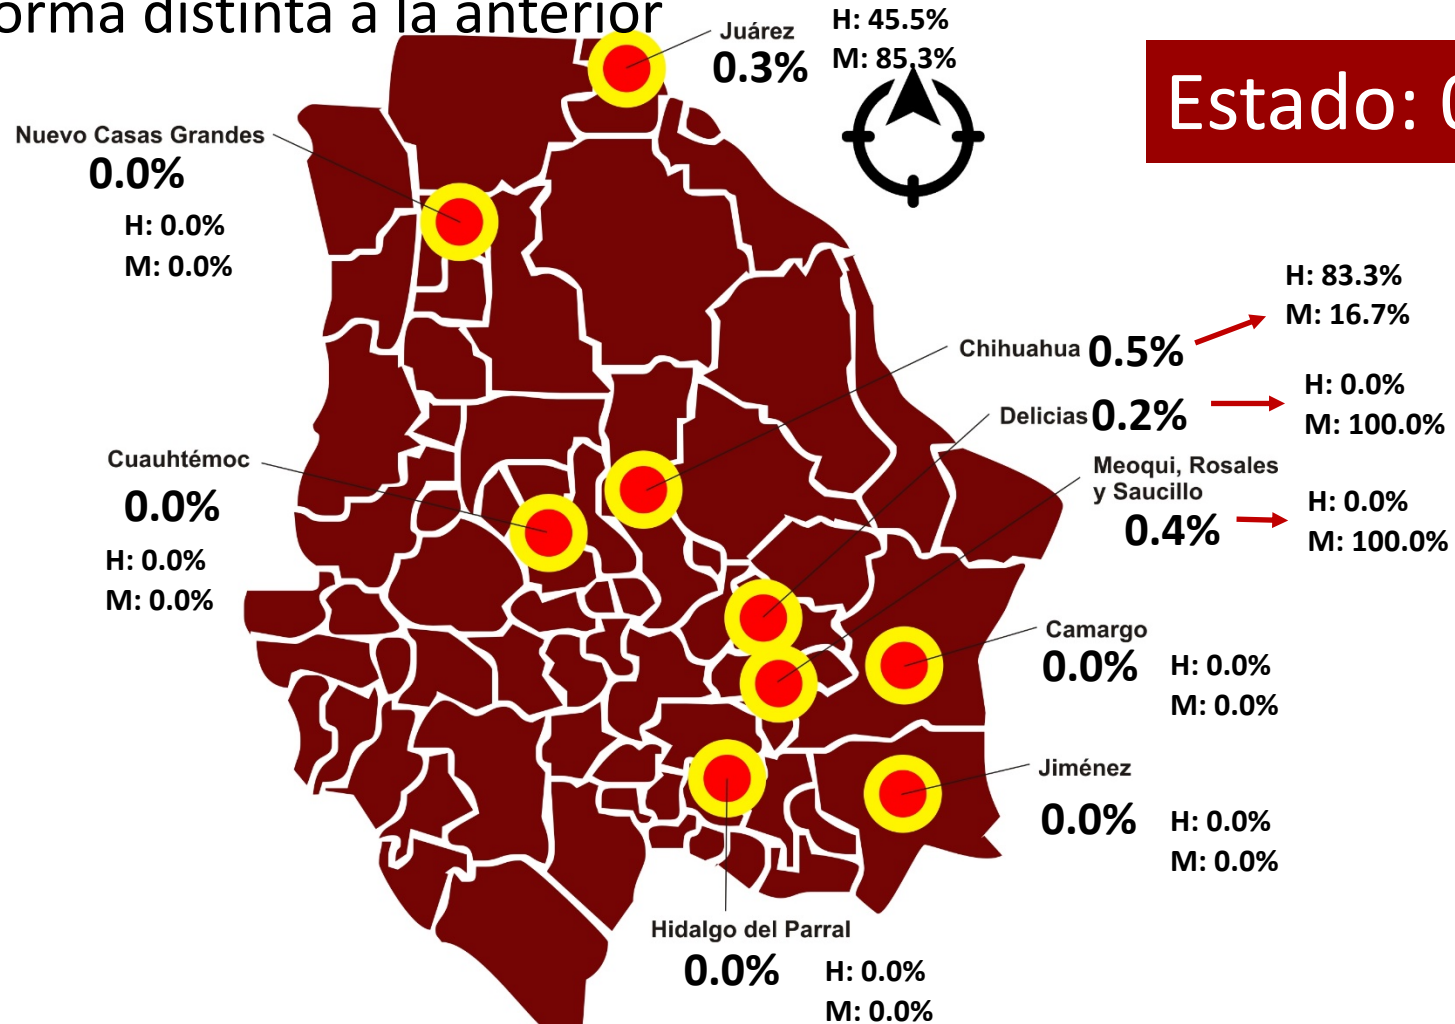 orma distinta a la anterior
Juárez
0.3%
H: 45.5%
M: 85.3%
Estado: 0
Nuevo Casas Grandes
0.0%
H: 0.0%
M: 0.0%
Chihuahua 0.5%
H: 83.3%
M: 16.7%
Delicias 0.2%
H: 0.0%
M: 100.0%
Meoqui, Rosales
y Saucillo
0.4%
H: 0.0%
M: 100.0%
Cuauhtémoc
0.0%
H: 0.0%
M: 0.0%
Camargo
0.0%
H: 0.0%
M: 0.0%
Jiménez
0.0%
H: 0.0%
M: 0.0%
Hidalgo del Parral
0.0%
H: 0.0%
M: 0.0%